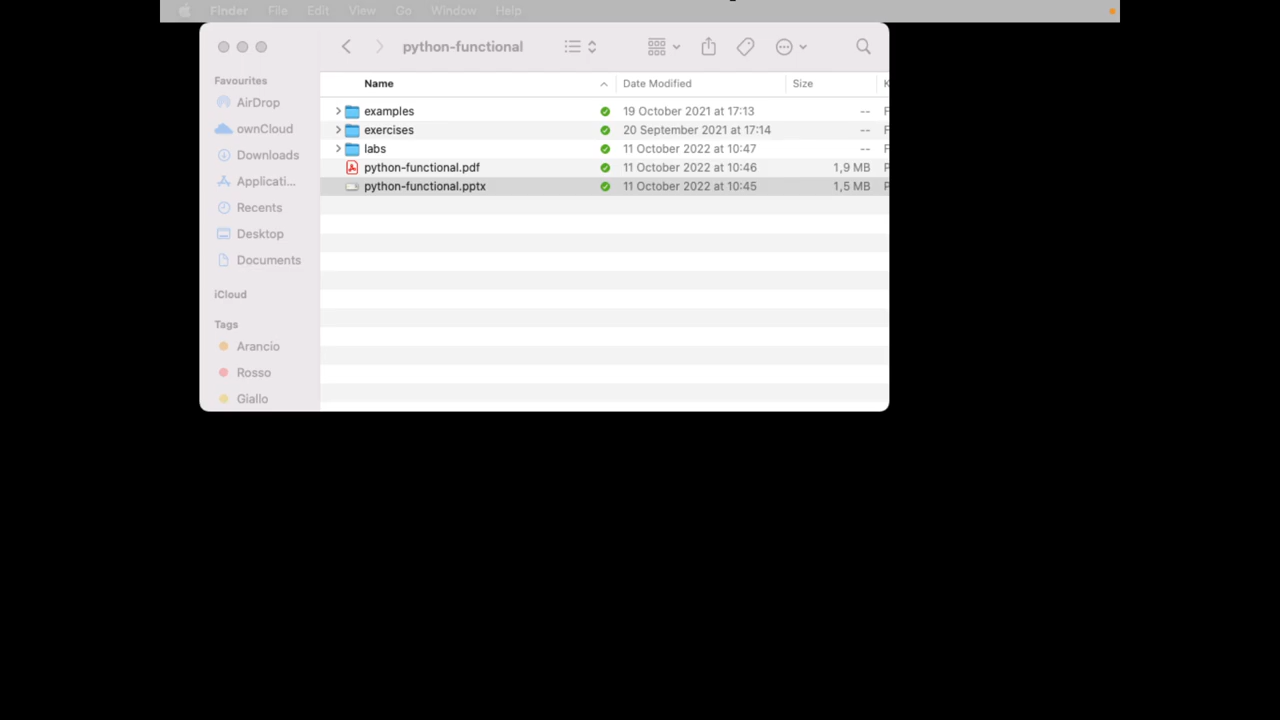 Finder File Edit View Go Window Help
python-functional
Favourites
AirDrop
ownCloud
Downloads
Applicati...
Recents
Desktop
Documents
iCloud
Tags
Arancio
Rosso
Giallo
Name Date Modified Size K
examples 19 October 2021 at 17:13 -- F
exercises 20 September 2021 at 17:14 -- F
labs 11 October 2022 at 10:47 -- F
python-functional.pdf 11 October 2022 at 10:46 1,9 MB P
python-functional.pptx 11 October 2022 at 10:45 1,5 MB P